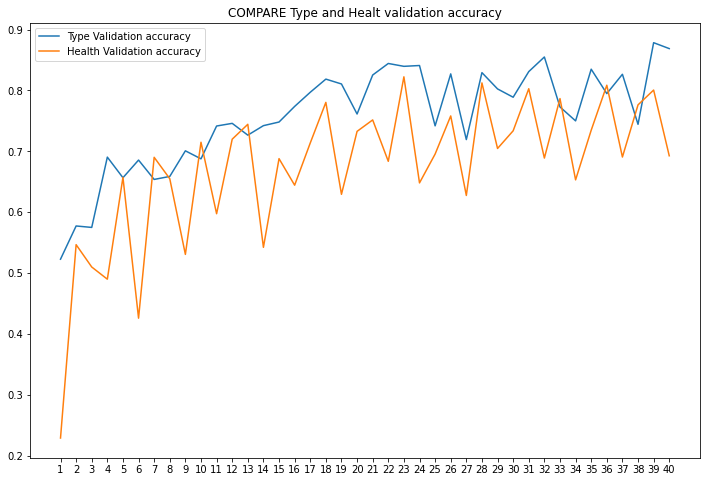 COMPARE Type and Healt validation accuracy
Type Validation accuracy
Health Validation accuracy
0.9
0.8
0.7
0.6
0.5
0.4
0.3
0.2
1 2 3 4 5 6 7 8 9 10 11 12 13 14 15 16 17 18 19 20 21 22 23 24 25 26 27 28 29 30 31 32 33 34 35 36 37 38 39 40